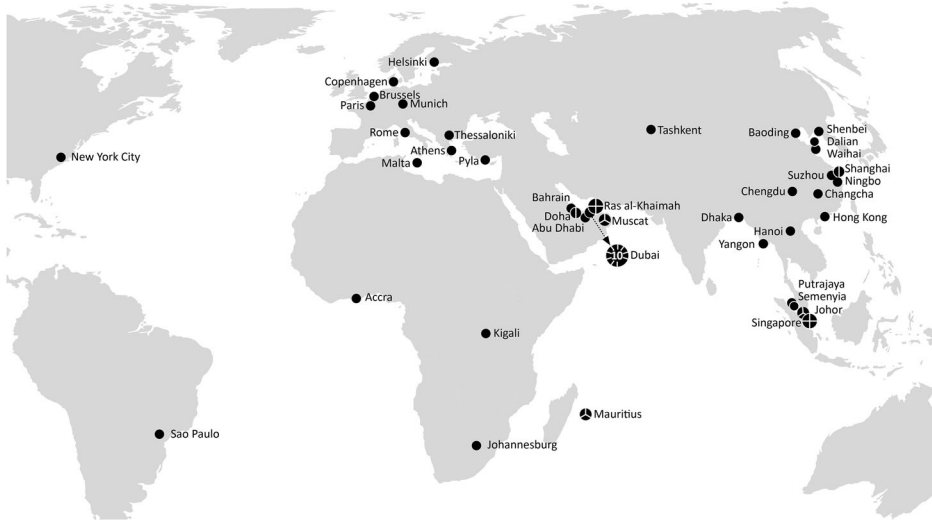 Helsinki
Copenhagen
Brussels
Paris
Munich
Tashkent
Baoding
Shenbei
Dalian
Waihai
Rome
Thessaloniki
Athens
Malta
Pyla
New York City
Shanghai
Suzhou
Ningbo
Chengdu
Changcha
Bahrain
Ras al-Khaimah
Doha
Muscat
Abu Dhabi
Dhaka
Hong Kong
Hanoi
Yangon
10 Dubai
Putrajaya
Semenyia
Johor
Singapore
Accra
Kigali
Mauritius
Sao Paulo
Johannesburg